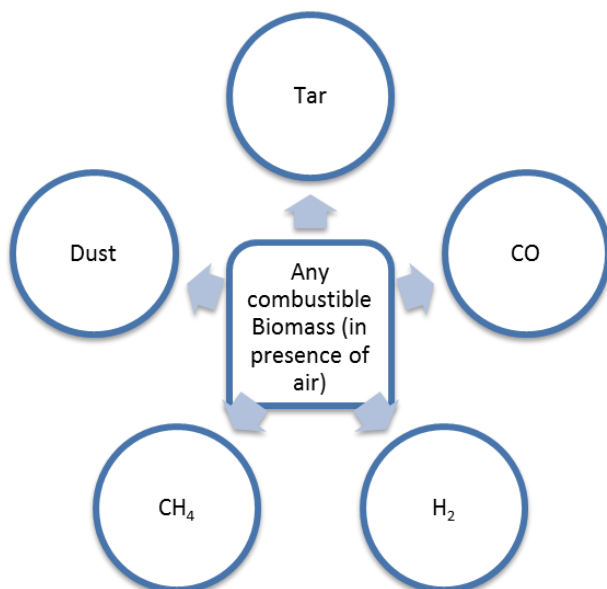 Tar
Dust
CO
Any
combustible
Biomass (in
presence of
air)
CH₄
H₂